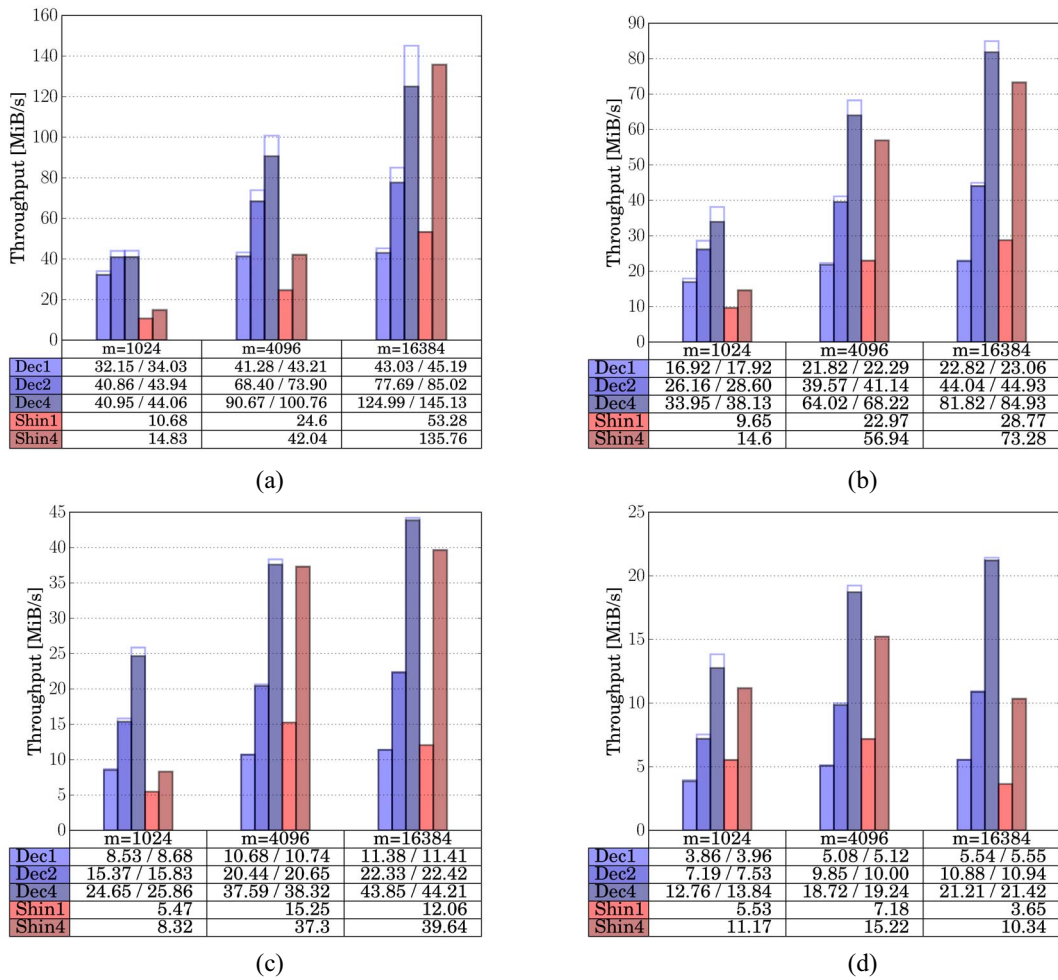 160
140
120
100
80
60
40
20
0
Throughput [MiB/s]
m=1024 m=4096 m=16384
Dec1 32.15 / 34.03 41.28 / 43.21 43.03 / 45.19
Dec2 40.86 / 43.94 68.40 / 73.90 77.69 / 85.02
Dec4 40.95 / 44.06 90.67 / 100.76 124.99 / 145.13
Shin1 10.68 24.6 53.28
Shin4 14.83 42.04 135.76
(a)
90
80
70
60
50
40
30
20
10
0
Throughput [MiB/s]
m=1024 m=4096 m=16384
Dec1 16.92 / 17.92 21.82 / 22.29 22.82 / 23.06
Dec2 26.16 / 28.60 39.57 / 41.14 44.04 / 44.93
Dec4 33.95 / 38.13 64.02 / 68.22 81.82 / 84.93
Shin1 9.65 22.97 28.77
Shin4 14.6 56.94 73.28
(b)
45
40
35
30
25
20
15
10
5
0
Throughput [MiB/s]
m=1024 m=4096 m=16384
Dec1 8.53 / 8.68 10.68 / 10.74 11.38 / 11.41
Dec2 15.37 / 15.83 20.44 / 20.65 22.33 / 22.42
Dec4 24.65 / 25.86 37.59 / 38.32 43.85 / 44.21
Shin1 5.47 15.25 12.06
Shin4 8.32 37.3 39.64
(c)
25
20
15
10
5
0
Throughput [MiB/s]
m=1024 m=4096 m=16384
Dec1 3.86 / 3.96 5.08 / 5.12 5.54 / 5.55
Dec2 7.19 / 7.53 9.85 / 10.00 10.88 / 10.94
Dec4 12.76 / 13.84 18.72 / 19.24 21.21 / 21.42
Shin1 5.53 7.18 3.65
Shin4 11.17 15.22 10.34
(d)